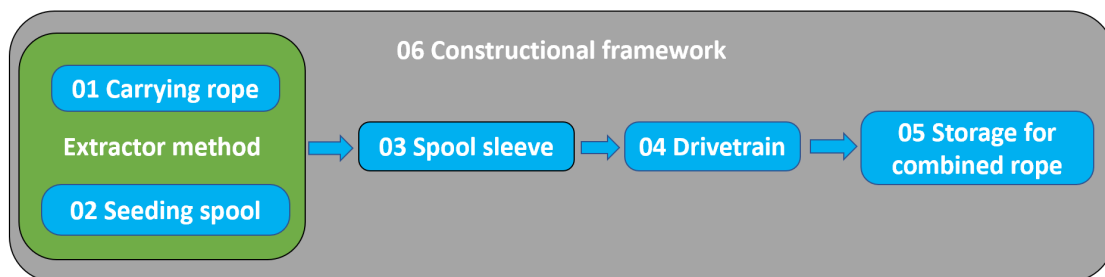 06 Constructional framework
01 Carrying rope
Extractor method
02 Seeding spool
03 Spool sleeve
04 Drivetrain
05 Storage for
combined rope